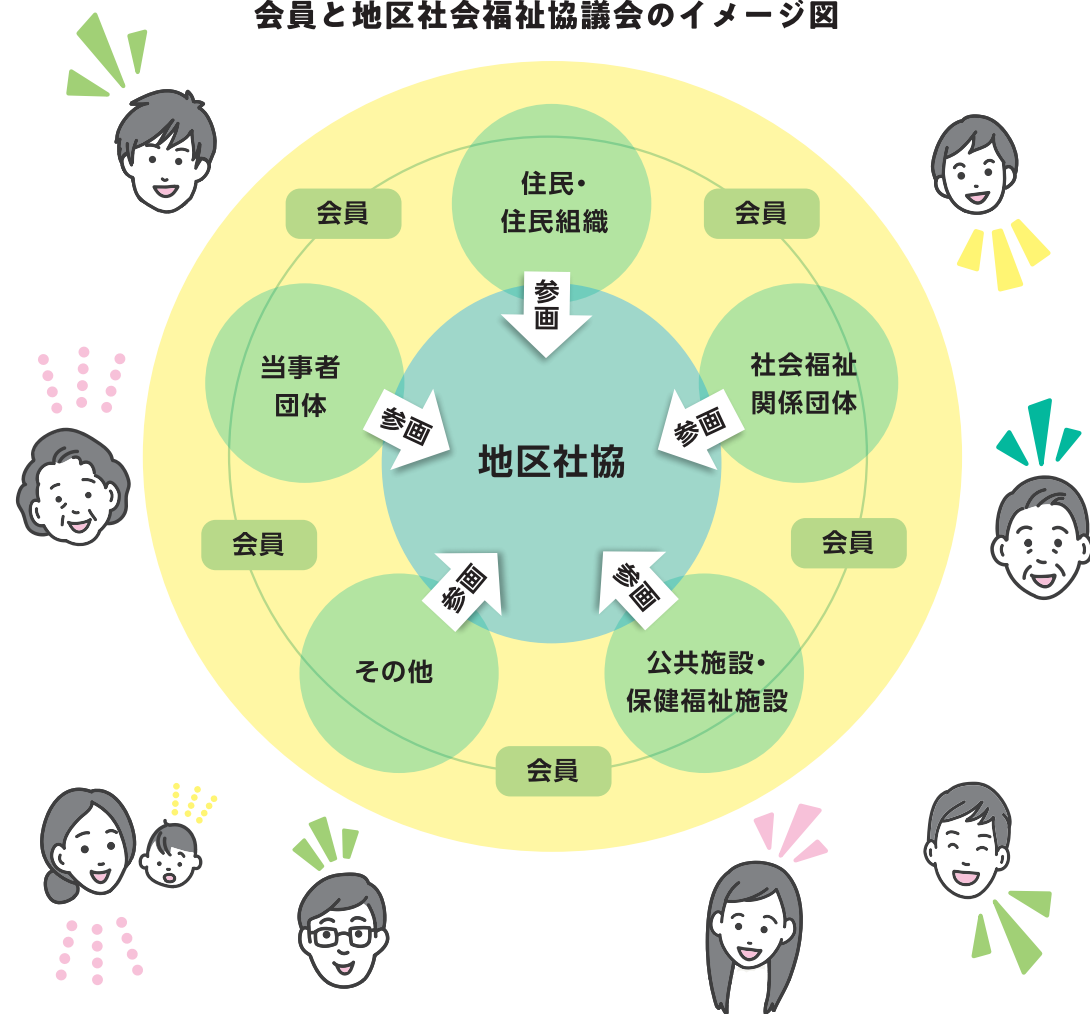 会員と地区社会福祉協議会のイメージ図
住民・
住民組織
会員
会員
参画
当事者
団体
社会福祉
関係団体
参画
参画
地区社協
会員
会員
参画
参画
その他
公共施設・
保健福祉施設
会員